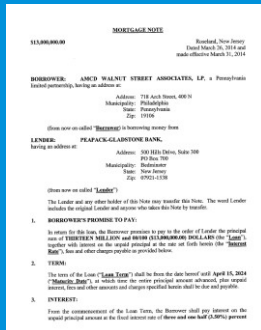 MORTGAGE NOTE
$13,000,000.00
Roseland, New Jersey
Dated March 26, 2014 and
made effective March 31, 2014
BORROWER: AMCD WALNUT STREET ASSOCIATES, LP, a Pennsylvania
limited partnership, having an address at:
Address: 718 Arch Street, 400 N
Municipality: Philadelphia
State: Pennsylvania
Zip: 19106
(from now on called "Borrower) is borrowing money from
LENDER: PEAPACK-GLADSTONE BANK,
having an address at:
Address: 500 Hills Drive, Suite 300
PO Box 700
Municipality: Bedminster
State: New Jersey
Zip: 07921-1538
(from now on called "Lender")
The Lender and any other holder of this Note may transfer this Note. The word Lender
includes the original Lender and anyone who takes this Note by transfer.
1. BORROWER'S PROMISE TO PAY:
In return for this loan, the Borrower promises to pay to the order of Lender the principal
sum of THIRTEEN MILLION and 00/100 ($13,000,000.00) DOLLARS (the "Loan"),
together with interest on the unpaid principal at the rate set forth herein (the "Interest
Rate"), fees and other charges payable as provided below.
2. TERM:
The term of the Loan ("Loan Term") shall be from the date hereof until April 15, 2024
("Maturity Date"), at which time the entire principal amount advanced, plus unpaid
interest, fees and other amounts and charges specified herein shall be due and payable.
3. INTEREST:
From the commencement of the Loan Term, the Borrower shall pay interest on the
unpaid principal amount at the fixed interest rate of three and one half (3.50%) percent